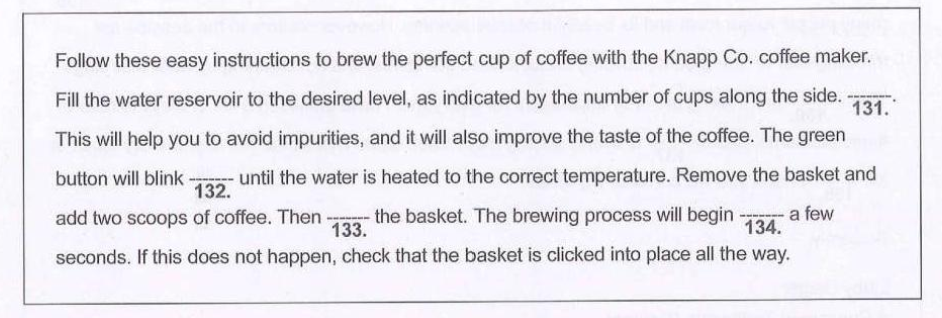 Follow these easy instructions to brew the perfect cup of coffee with the Knapp Co. coffee maker.
Fill the water reservoir to the desired level, as indicated by the number of cups along the side. -------.
131.
This will help you to avoid impurities, and it will also improve the taste of the coffee. The green
button will blink ------- until the water is heated to the correct temperature. Remove the basket and
132.
add two scoops of coffee. Then ------- the basket. The brewing process will begin ------- a few
133. 134.
seconds. If this does not happen, check that the basket is clicked into place all the way.